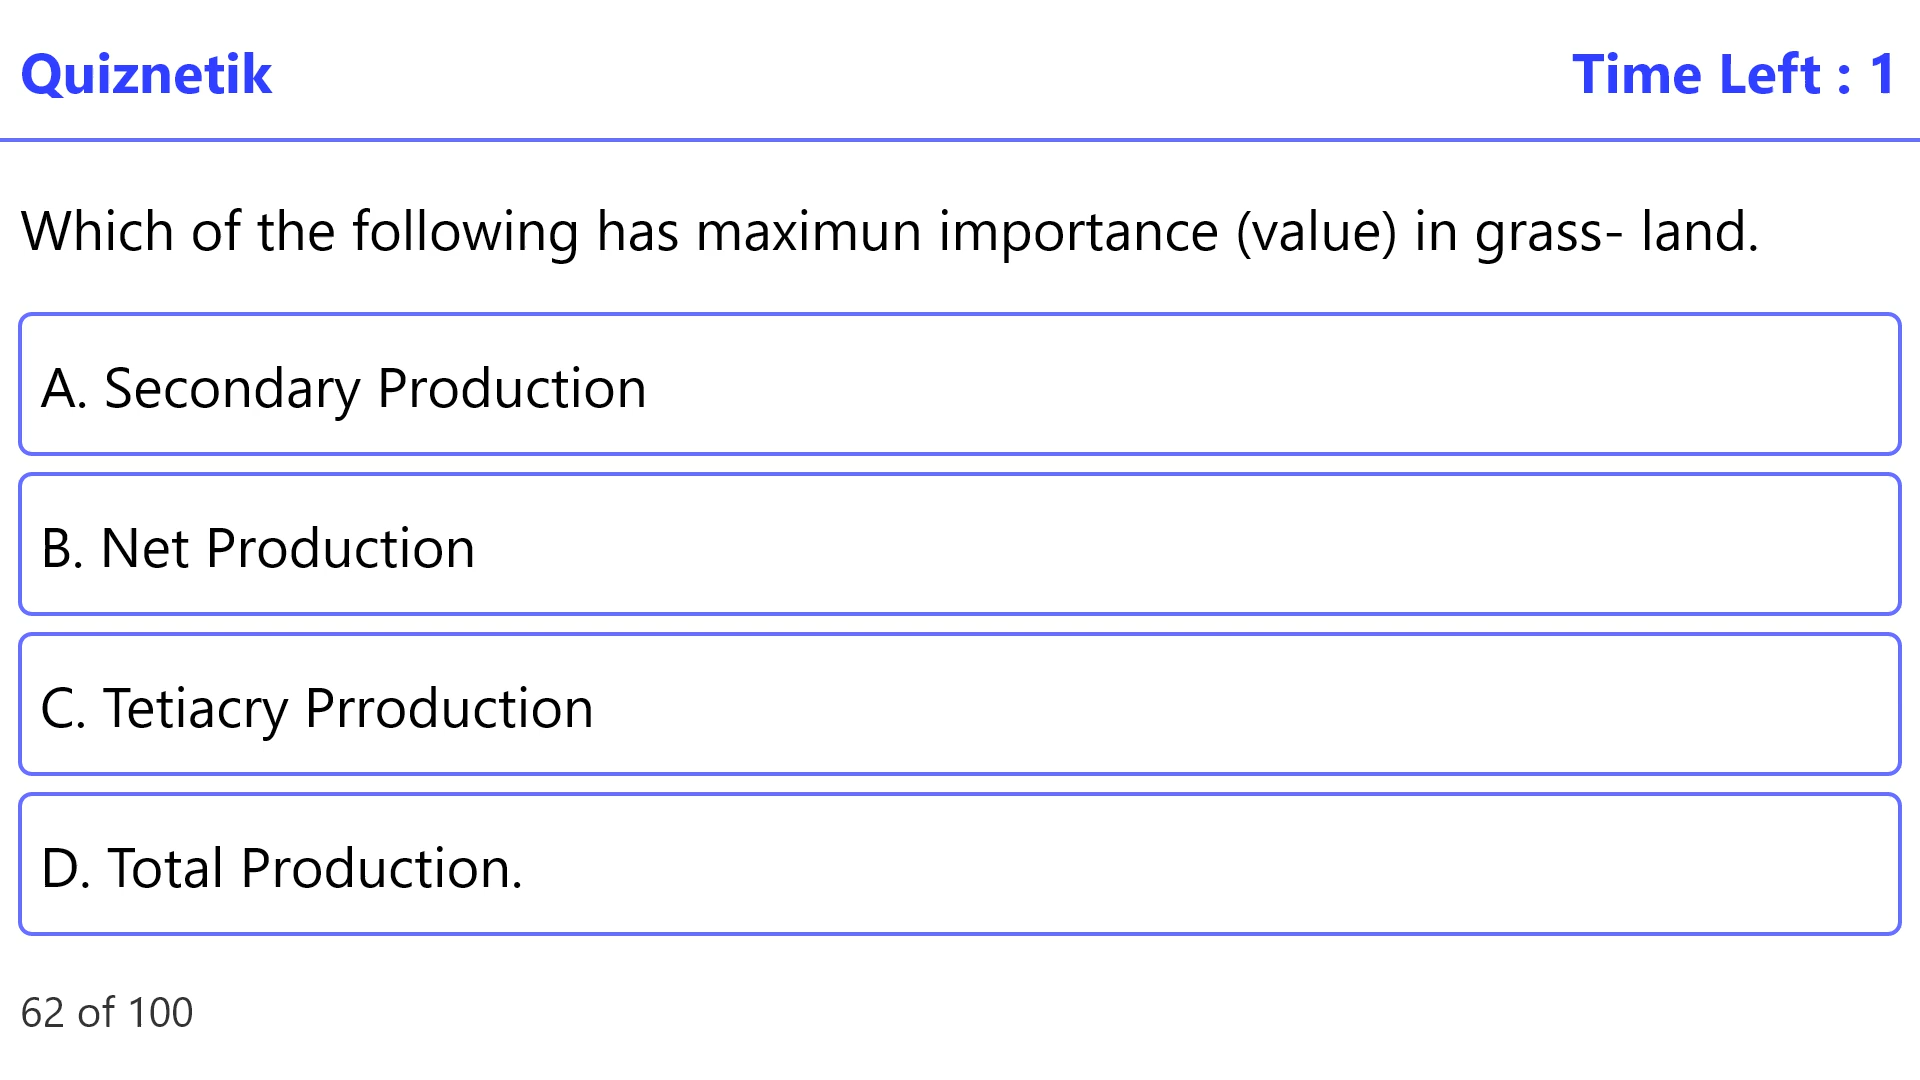 Quiznetik
Time Left : 1
Which of the following has maximun importance (value) in grass- land.
A. Secondary Production
B. Net Production
C. Tetiacry Prroduction
D. Total Production.
62 of 100